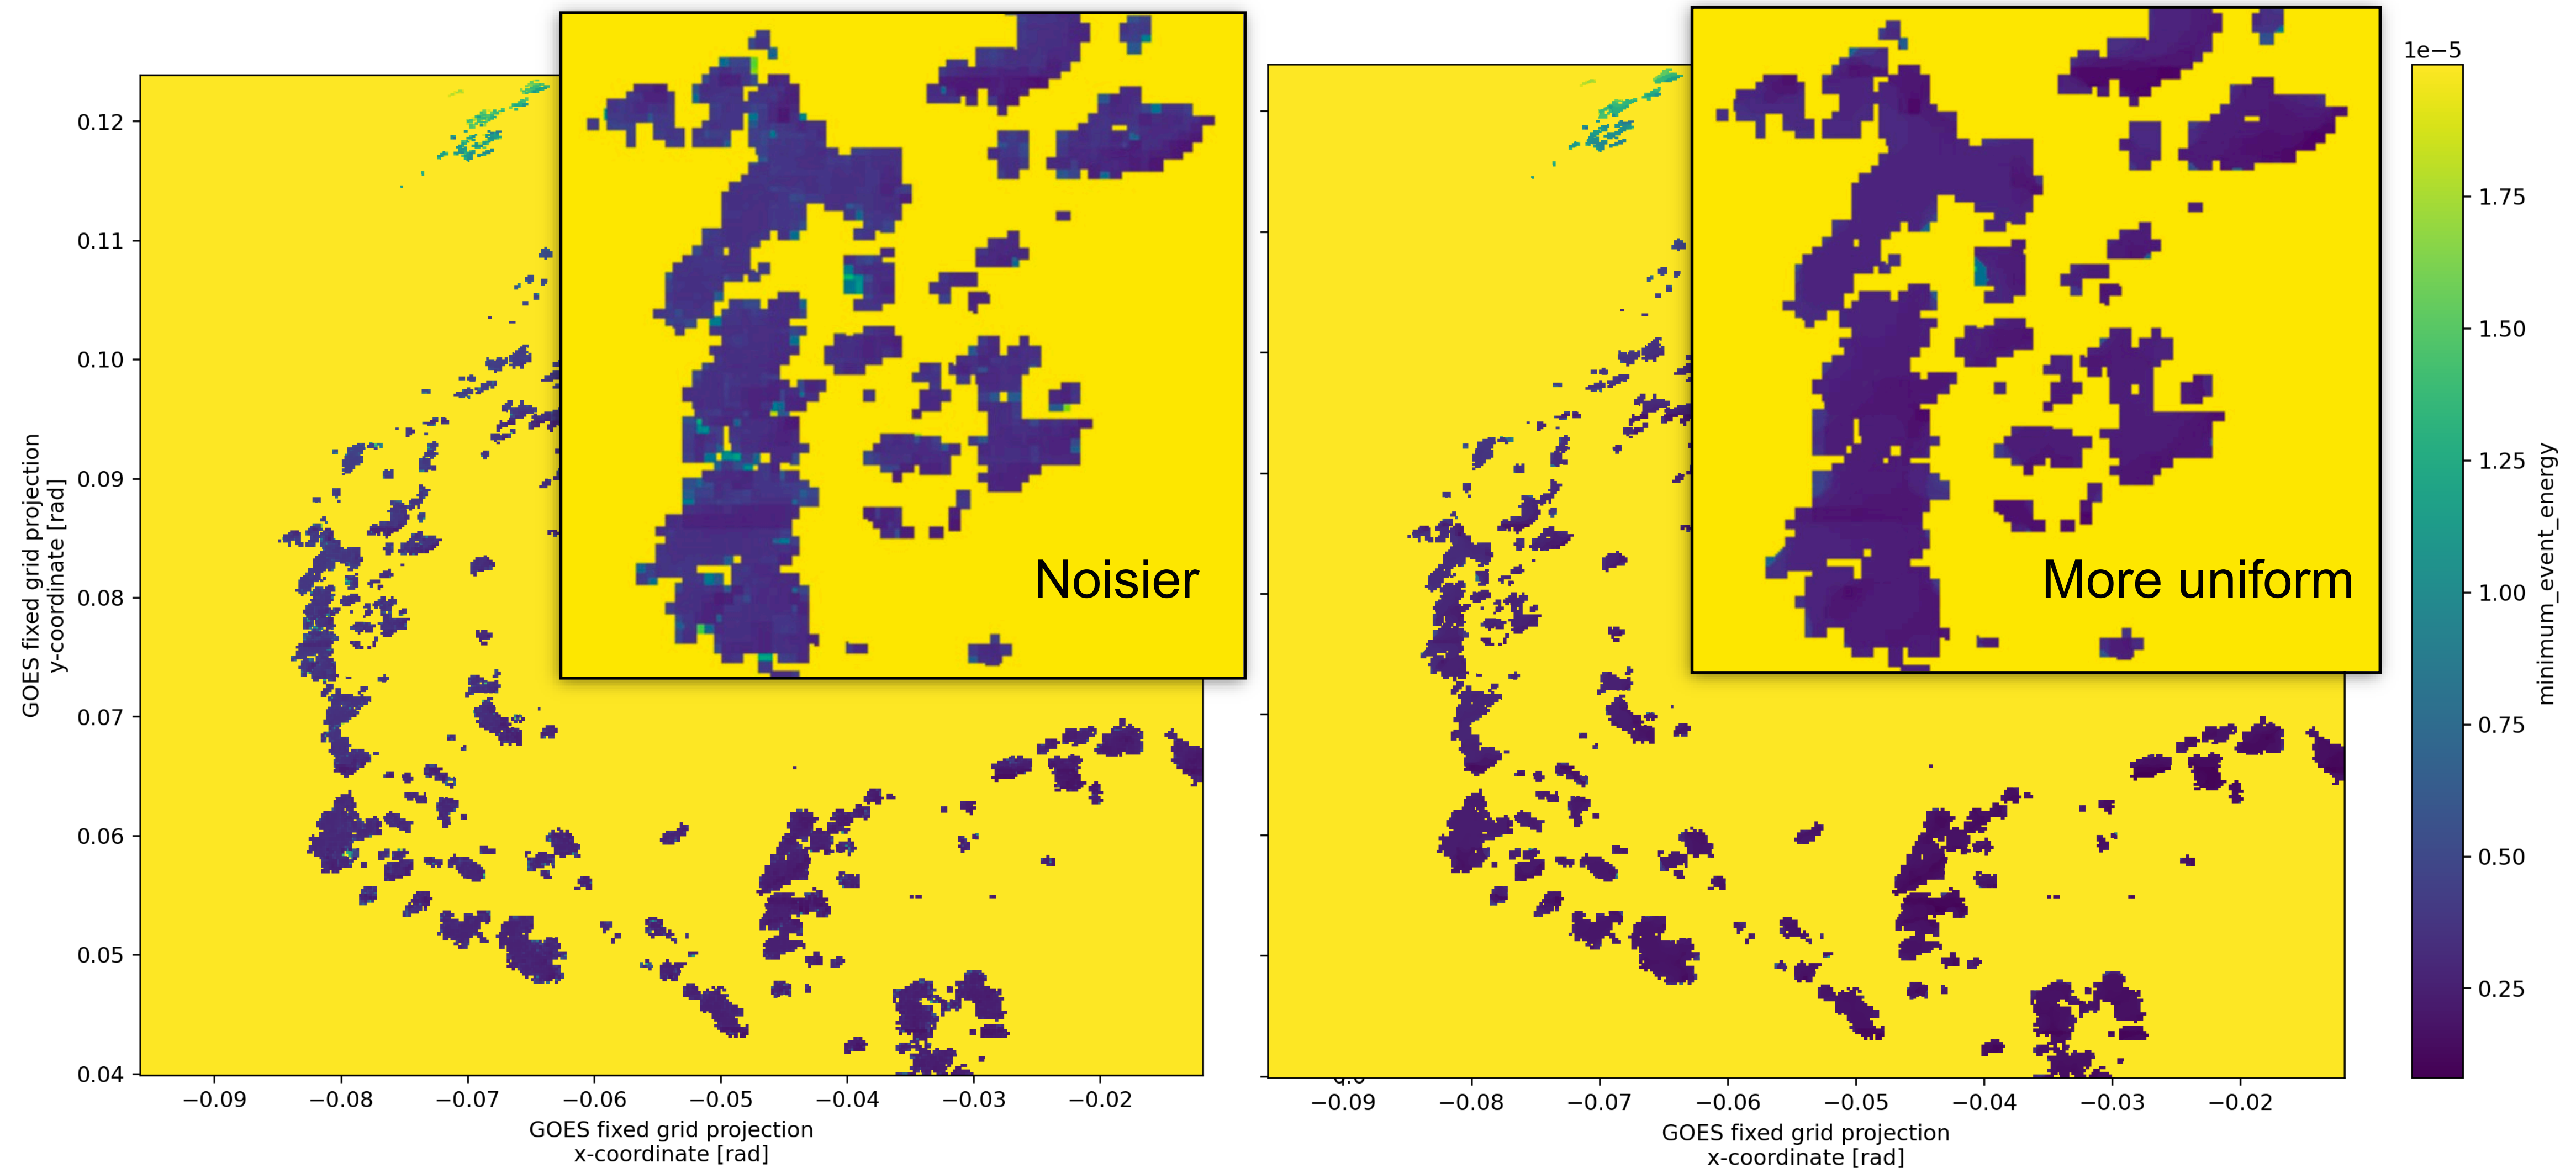 1e−5
0.12
0.11
0.10
0.09
0.08
0.07
0.06
0.05
0.04
GOES fixed grid projection
y-coordinate [rad]
Noisier
More uniform
1.75
1.50
1.25
1.00
0.75
0.50
0.25
minimum_event_energy
−0.09 −0.08 −0.07 −0.06 −0.05 −0.04 −0.03 −0.02
GOES fixed grid projection
x-coordinate [rad]
−0.09 −0.08 −0.07 −0.06 −0.05 −0.04 −0.03 −0.02
GOES fixed grid projection
x-coordinate [rad]